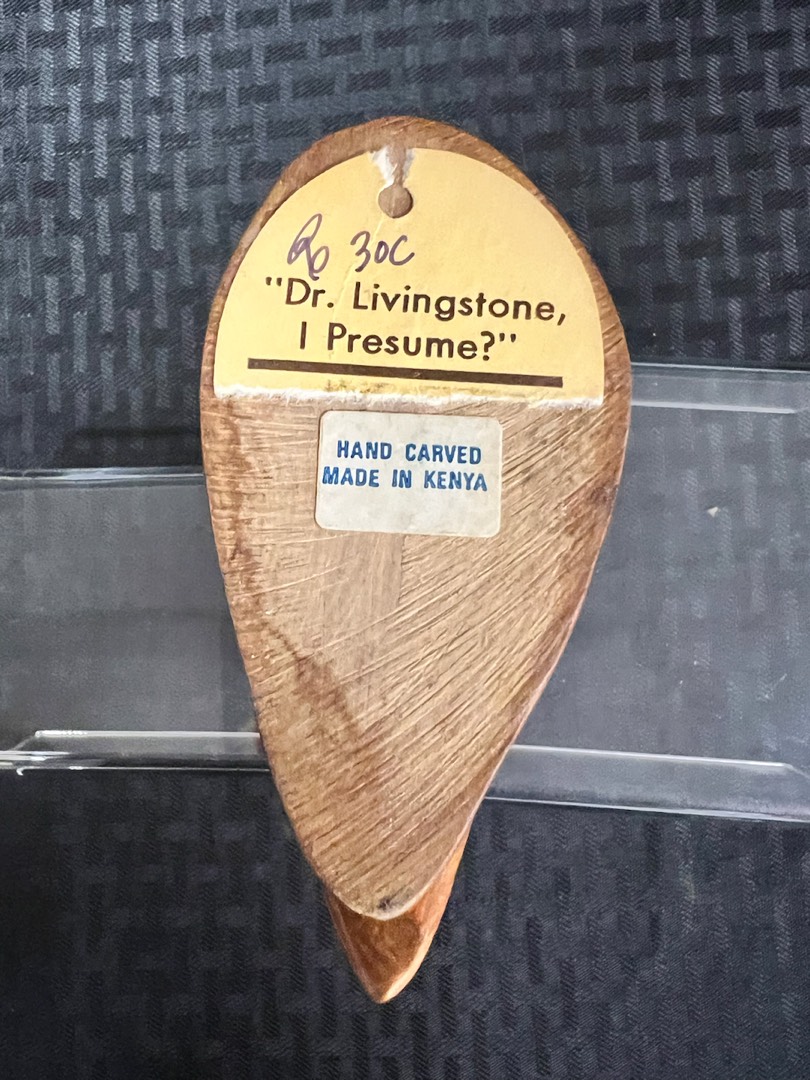 30C
"Dr. Livingstone,
I Presume?"
HAND CARVED
MADE IN KENYA